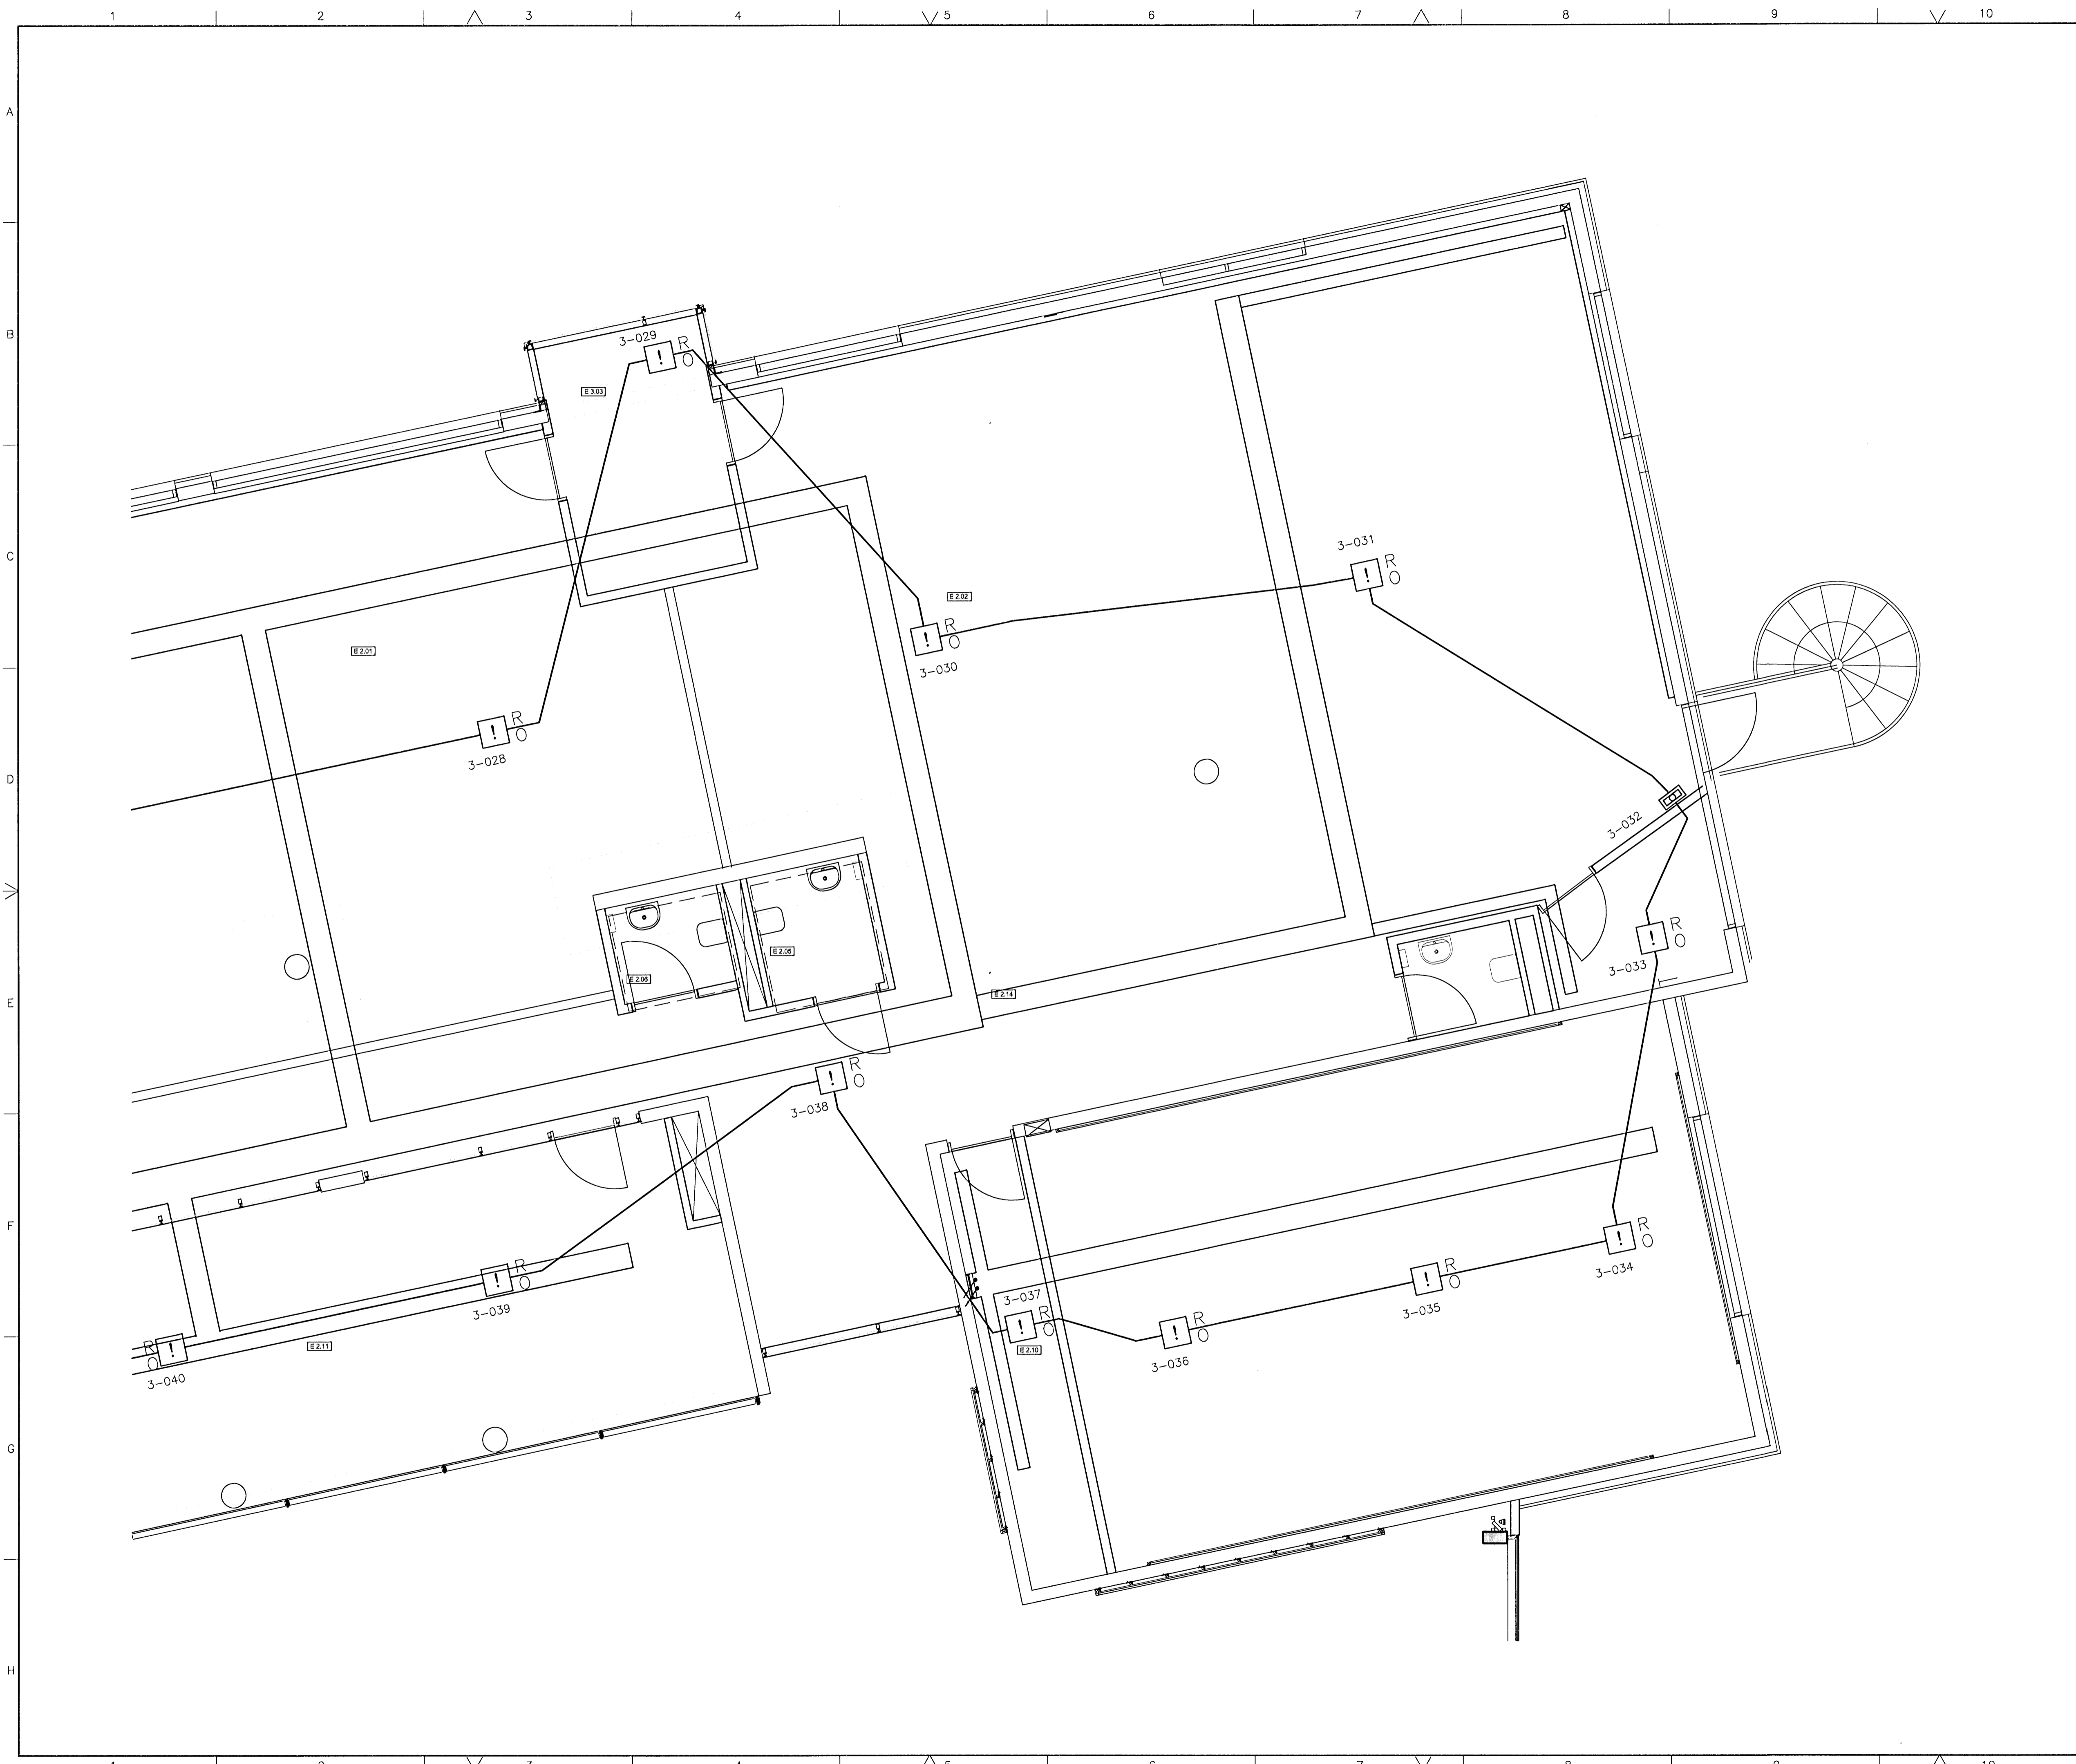 1 2 3 4 5 6 7 8 9 10
A
B
3-029
R
O
E 3.03
C
3-031
R
O
E 2.02
R
O
3-030
E 2.01
R
O
3-028
D
3-032
R
O
3-033
E 2.05
E 2.06
E 2.14
E
R
O
3-038
F
R
O
3-034
R
O
3-035
R
O
3-039
3-037
R
O
R
O
3-036
E 2.10
E 2.11
R
O
3-040
G
H